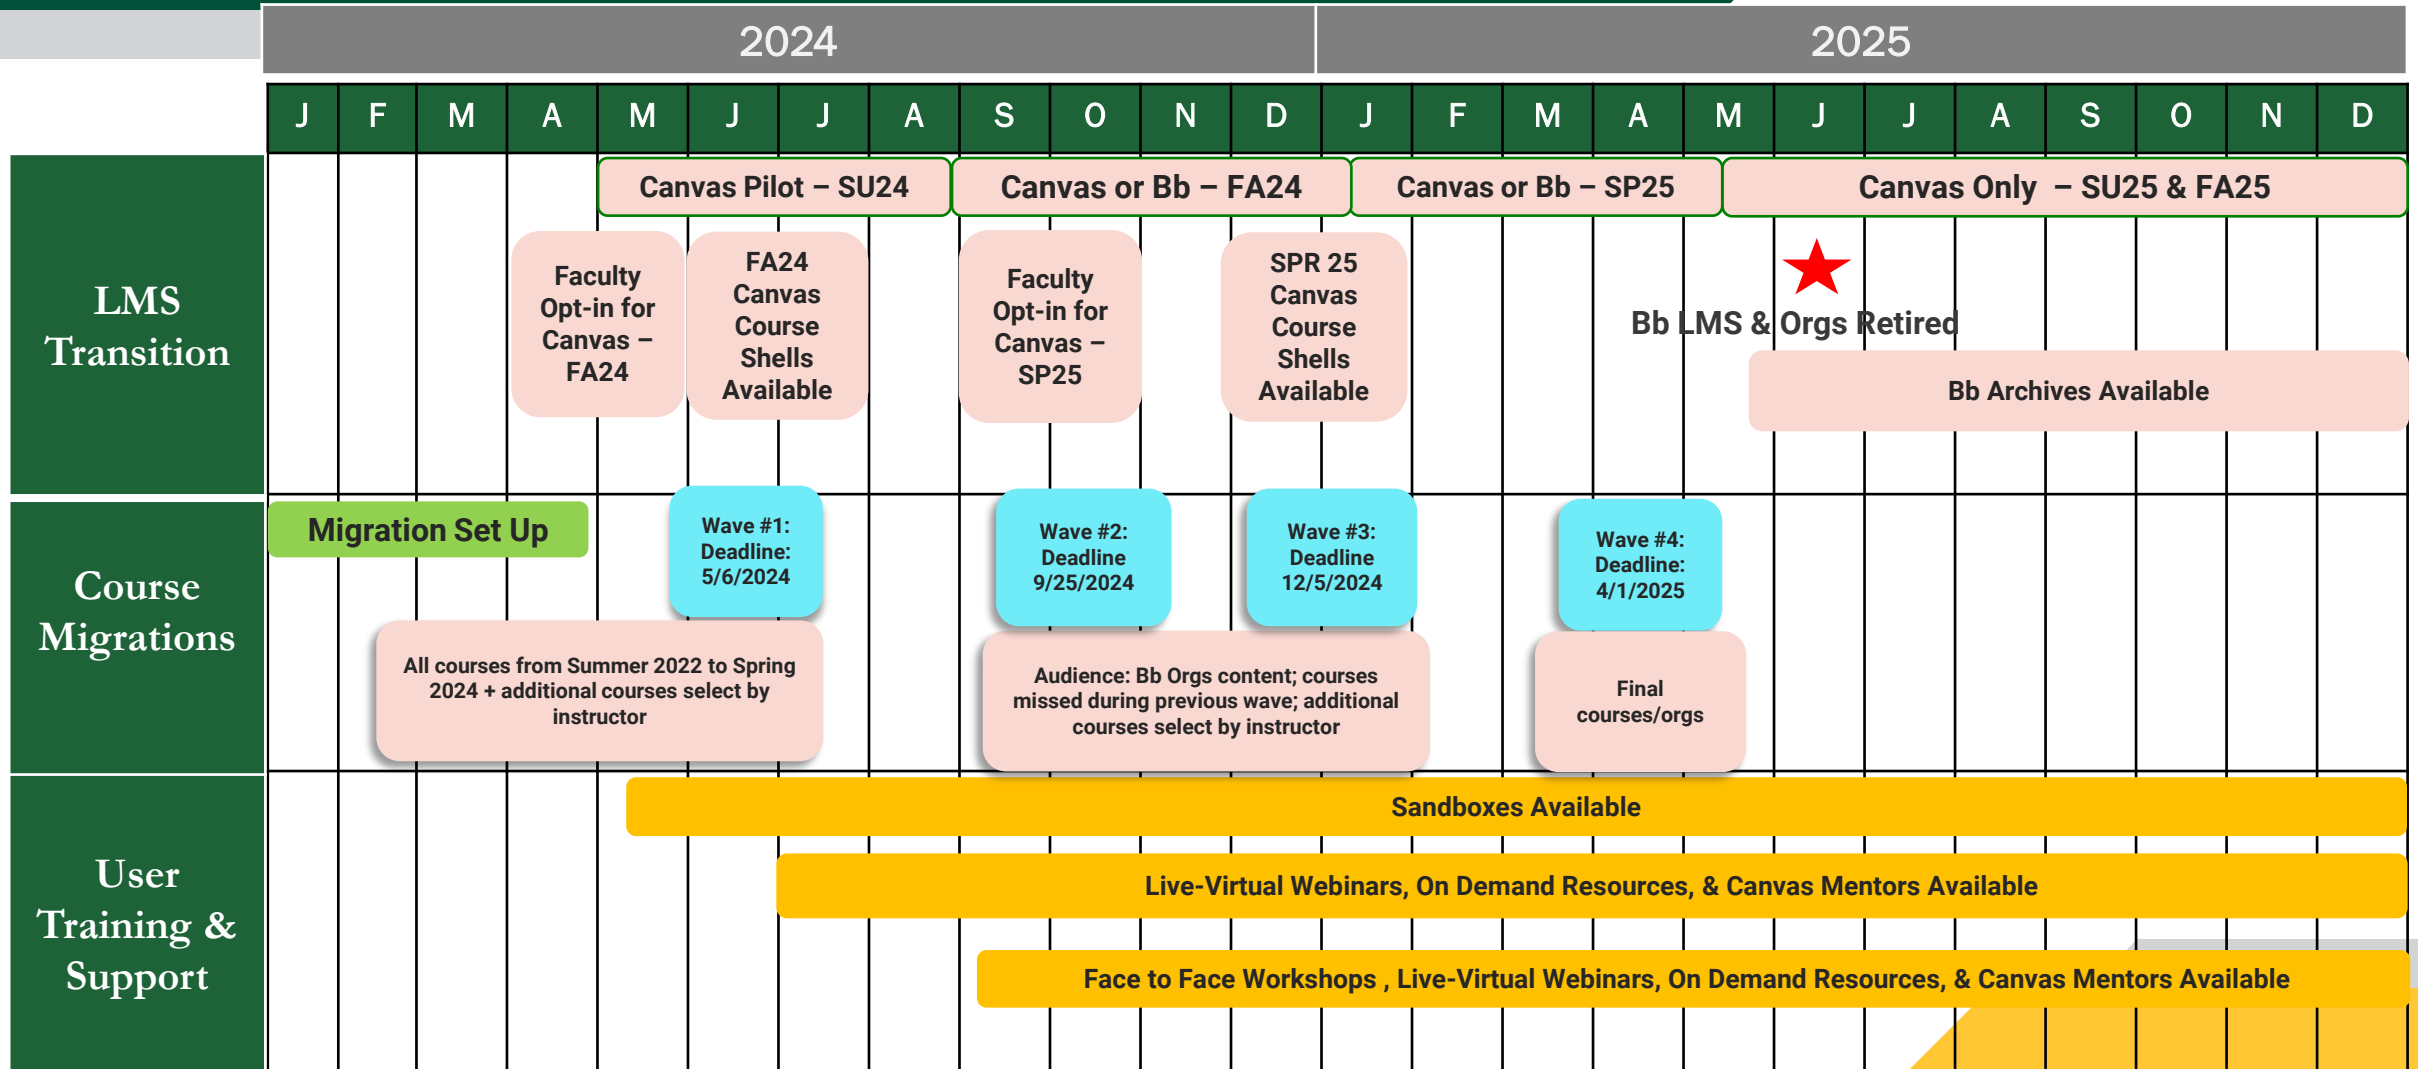 2024 2025
J F M A M J J A S O N D J F M A M J J A S O N D
LMS
Transition
Canvas Pilot – SU24
Canvas or Bb – FA24
Canvas or Bb – SP25
Canvas Only – SU25 & FA25
Faculty
Opt-in for
Canvas –
FA24
FA24
Canvas
Course
Shells
Available
Faculty
Opt-in for
Canvas –
SP25
SPR 25
Canvas
Course
Shells
Available
Bb LMS & Orgs Retired
Bb Archives Available
Course
Migrations
Migration Set Up
Wave #1:
Deadline:
5/6/2024
Wave #2:
Deadline
9/25/2024
Wave #3:
Deadline
12/5/2024
Wave #4:
Deadline:
4/1/2025
All courses from Summer 2022 to Spring
2024 + additional courses select by
instructor
Audience: Bb Orgs content; courses
missed during previous wave; additional
courses select by instructor
Final
courses/orgs
User
Training &
Support
Sandboxes Available
Live-Virtual Webinars, On Demand Resources, & Canvas Mentors Available
Face to Face Workshops , Live-Virtual Webinars, On Demand Resources, & Canvas Mentors Available